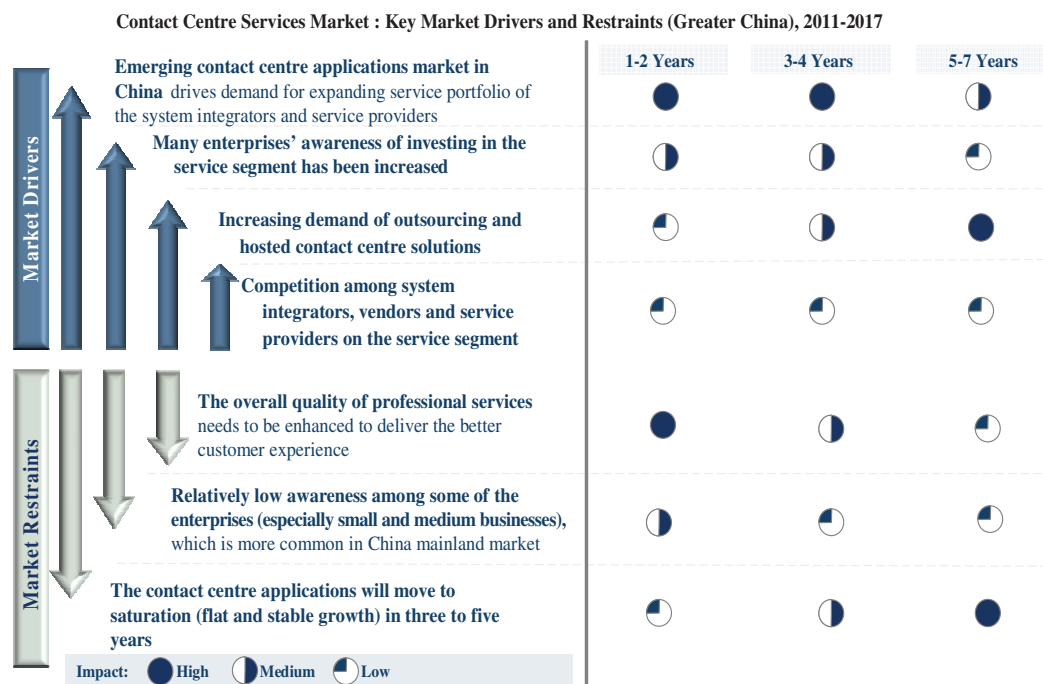 Contact Centre Services Market : Key Market Drivers and Restraints (Greater China), 2011-2017
1-2 Years
3-4 Years
5-7 Years
Market Drivers
Emerging contact centre applications market in
China drives demand for expanding service portfolio of
the system integrators and service providers
Many enterprises’ awareness of investing in the
service segment has been increased
Increasing demand of outsourcing and
hosted contact centre solutions
Competition among system
integrators, vendors and service
providers on the service segment
Market Restraints
The overall quality of professional services
needs to be enhanced to deliver the better
customer experience
Relatively low awareness among some of the
enterprises (especially small and medium businesses),
which is more common in China mainland market
The contact centre applications will move to
saturation (flat and stable growth) in three to five
years
Impact: High Medium Low